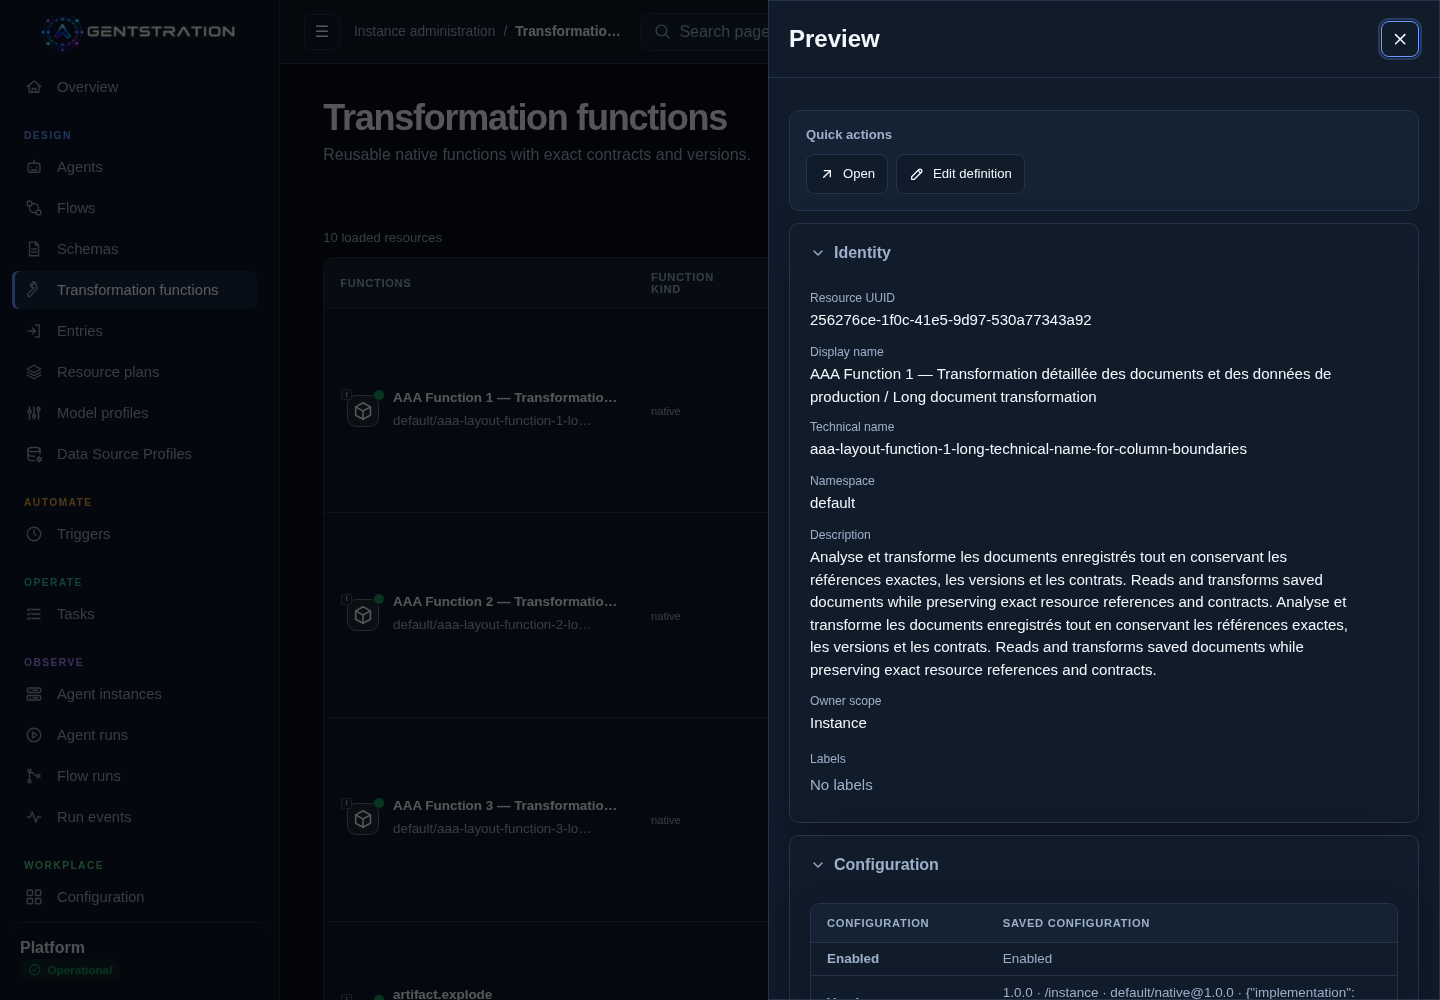 GENTSTRATION
Overview
DESIGN
Agents
Flows
Schemas
Transformation functions
Entries
Resource plans
Model profiles
Data Source Profiles
AUTOMATE
Triggers
OPERATE
Tasks
OBSERVE
Agent instances
Agent runs
Flow runs
Run events
WORKPLACE
Configuration
Platform
Operational
Instance administration / Transformatio…
Search page
Transformation functions
Reusable native functions with exact contracts and versions.
10 loaded resources
FUNCTIONS
FUNCTION
KIND
AAA Function 1 — Transformatio…
default/aaa-layout-function-1-lo…
native
AAA Function 2 — Transformatio…
default/aaa-layout-function-2-lo…
native
AAA Function 3 — Transformatio…
default/aaa-layout-function-3-lo…
native
artifact.explode
Preview
Quick actions
Open
Edit definition
Identity
Resource UUID
256276ce-1f0c-41e5-9d97-530a77343a92
Display name
AAA Function 1 — Transformation détaillée des documents et des données de
production / Long document transformation
Technical name
aaa-layout-function-1-long-technical-name-for-column-boundaries
Namespace
default
Description
Analyse et transforme les documents enregistrés tout en conservant les
références exactes, les versions et les contrats. Reads and transforms saved
documents while preserving exact resource references and contracts. Analyse et
transforme les documents enregistrés tout en conservant les références exactes,
les versions et les contrats. Reads and transforms saved documents while
preserving exact resource references and contracts.
Owner scope
Instance
Labels
No labels
Configuration
CONFIGURATION
SAVED CONFIGURATION
Enabled
Enabled
1.0.0 · /instance · default/native@1.0.0 · {"implementation":